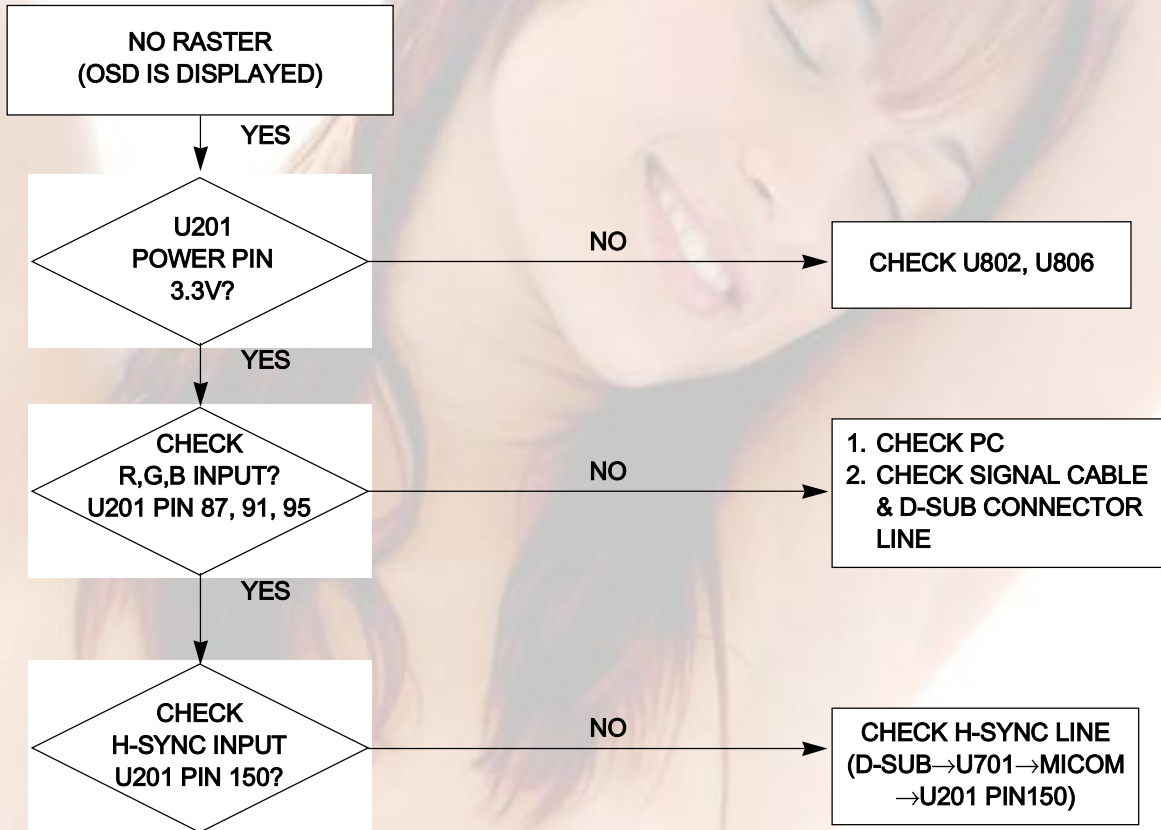 NO RASTER
(OSD IS DISPLAYED)
YES
U201
POWER PIN
3.3V?
NO
CHECK U802, U806
YES
CHECK
R,G,B INPUT?
U201 PIN 87, 91, 95
NO
1. CHECK PC
2. CHECK SIGNAL CABLE
& D-SUB CONNECTOR
LINE
YES
CHECK
H-SYNC INPUT
U201 PIN 150?
NO
CHECK H-SYNC LINE
(D-SUB→U701→MICOM
→U201 PIN150)